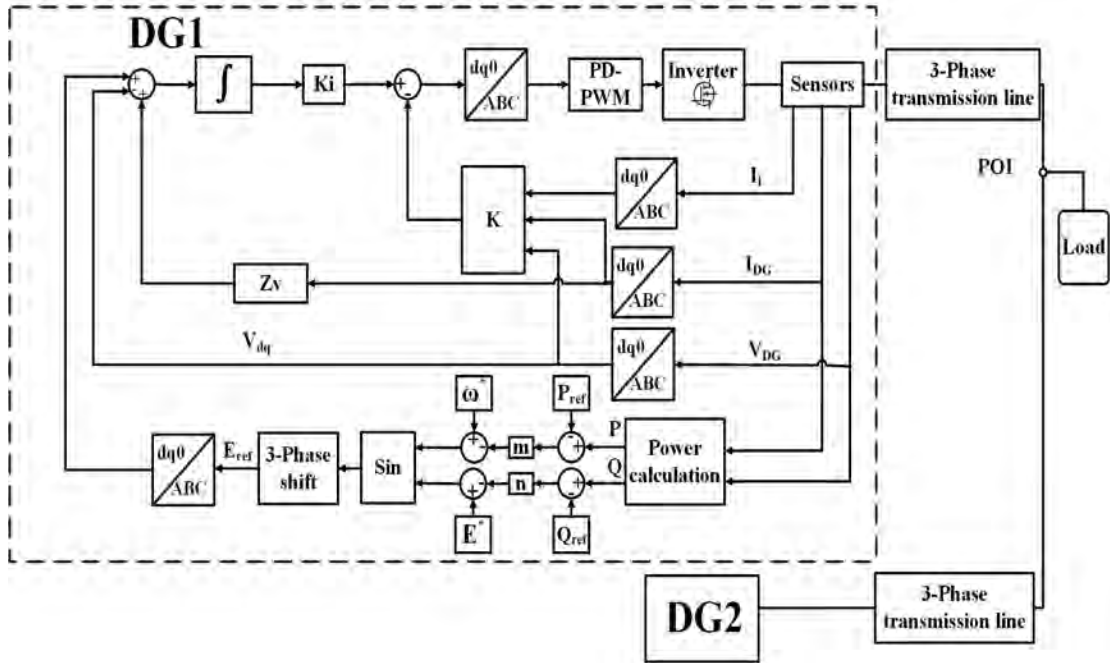 DG1
+
+
+
∫
Ki
+
-
dq0
ABC
PD-
PWM
Inverter
Sensors
3-Phase
transmission line
POI
Load
K
dq0
ABC
Ii
Zv
dq0
ABC
IDG
Vdq
dq0
ABC
VDG
ω*
Pref
+
-
m
-
+
P
Power
calculation
Q
dq0
ABC
Eref
3-Phase
shift
Sin
-
+
n
+
-
E*
Qref
DG2
3-Phase
transmission line